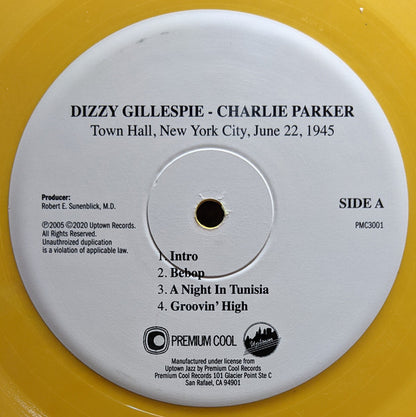 DIZZY GILLESPIE - CHARLIE PARKER
Town Hall, New York City, June 22, 1945
Producer:
Robert E. Sunenblick, M.D.
℗2005 ©2020 Uptown Records.
All Rights Reserved.
Unauthroized duplication
is a violation of applicable law.
SIDE A
PMC3001
1. Intro
2. Bebop
3. A Night In Tunisia
4. Groovin' High
PREMIUM COOL
Uptown
Manufactured under license from
Uptown Jazz by Premium Cool Records
Premium Cool Records 101 Glacier Point Ste C
San Rafael, CA 94901